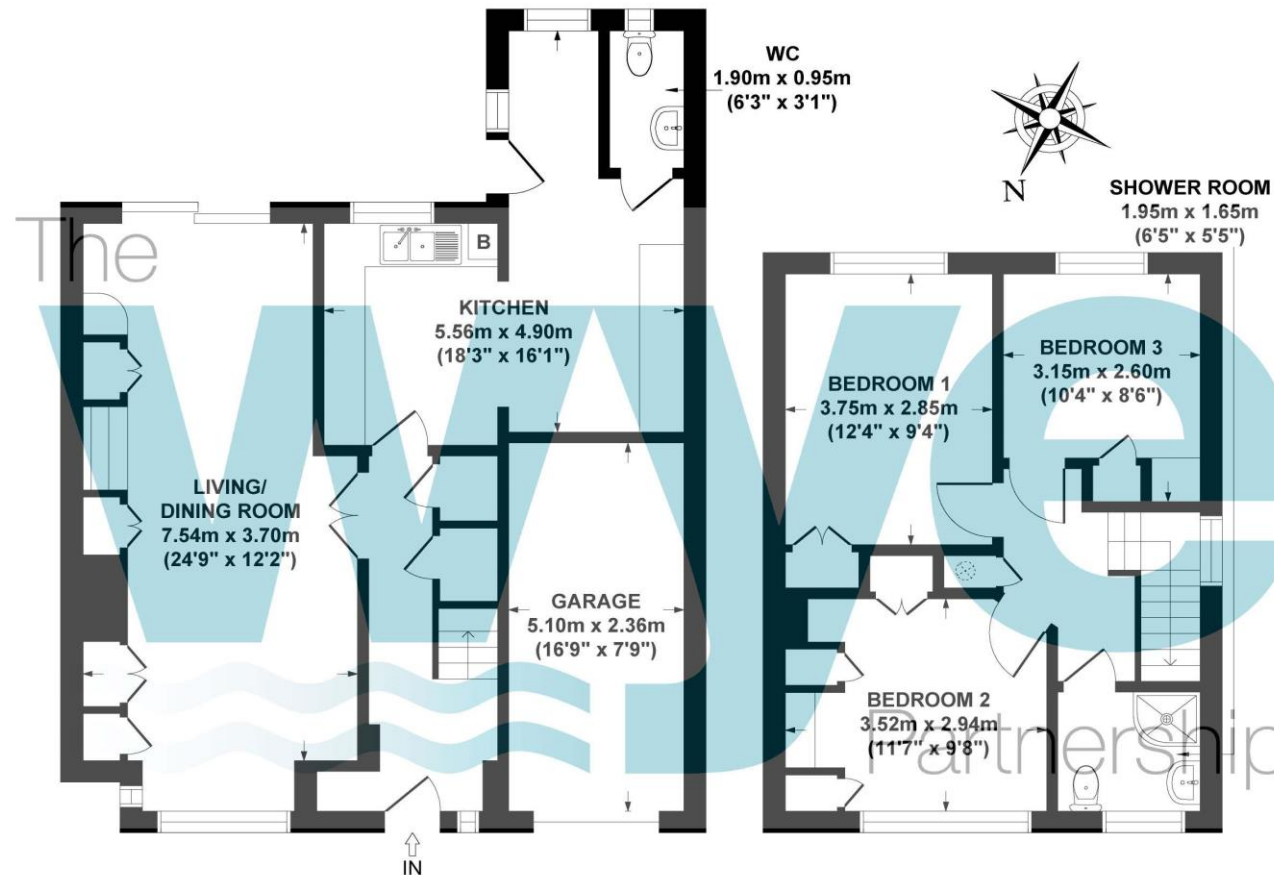 WC
1.90m x 0.95m
(6'3" x 3'1")
N
SHOWER ROOM
1.95m x 1.65m
(6'5" x 5'5")
The
wye
Partnership
B
KITCHEN
5.56m x 4.90m
(18'3" x 16'1")
LIVING/
DINING ROOM
7.54m x 3.70m
(24'9" x 12'2")
GARAGE
5.10m x 2.36m
(16'9" x 7'9")
IN
BEDROOM 1
3.75m x 2.85m
(12'4" x 9'4")
BEDROOM 3
3.15m x 2.60m
(10'4" x 8'6")
BEDROOM 2
3.52m x 2.94m
(11'7" x 9'8")